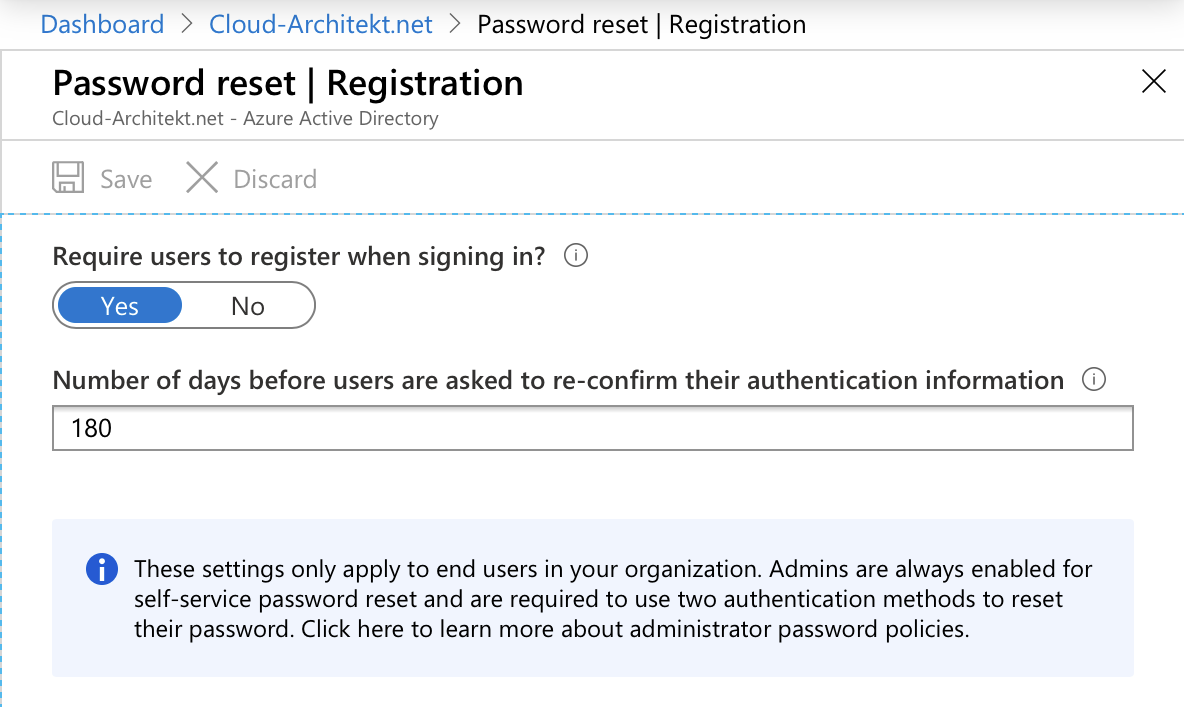 Dashboard > Cloud-Architekt.net > Password reset | Registration
Password reset | Registration
Cloud-Architekt.net - Azure Active Directory
Save Discard
Require users to register when signing in?
Yes No
Number of days before users are asked to re-confirm their authentication information
180
These settings only apply to end users in your organization. Admins are always enabled for
self-service password reset and are required to use two authentication methods to reset
their password. Click here to learn more about administrator password policies.